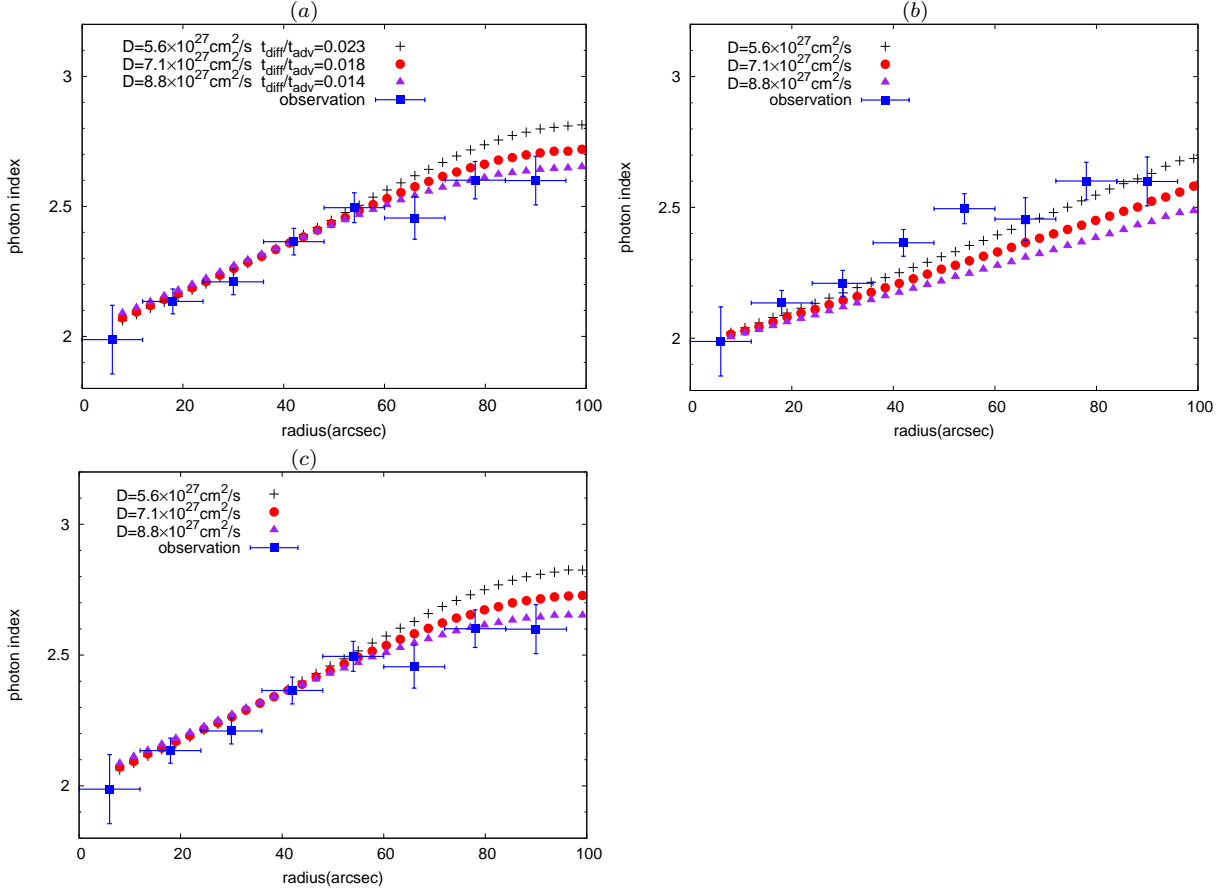 (a)
D=5.6×10^27cm^2/s t_diff/t_adv=0.023
D=7.1×10^27cm^2/s t_diff/t_adv=0.018
D=8.8×10^27cm^2/s t_diff/t_adv=0.014
observation
3
2.5
2
photon index
0 20 40 60 80 100
radius(arcsec)
(b)
D=5.6×10^27cm^2/s
D=7.1×10^27cm^2/s
D=8.8×10^27cm^2/s
observation
3
2.5
2
photon index
0 20 40 60 80 100
radius(arcsec)
(c)
D=5.6×10^27cm^2/s
D=7.1×10^27cm^2/s
D=8.8×10^27cm^2/s
observation
3
2.5
2
photon index
0 20 40 60 80 100
radius(arcsec)